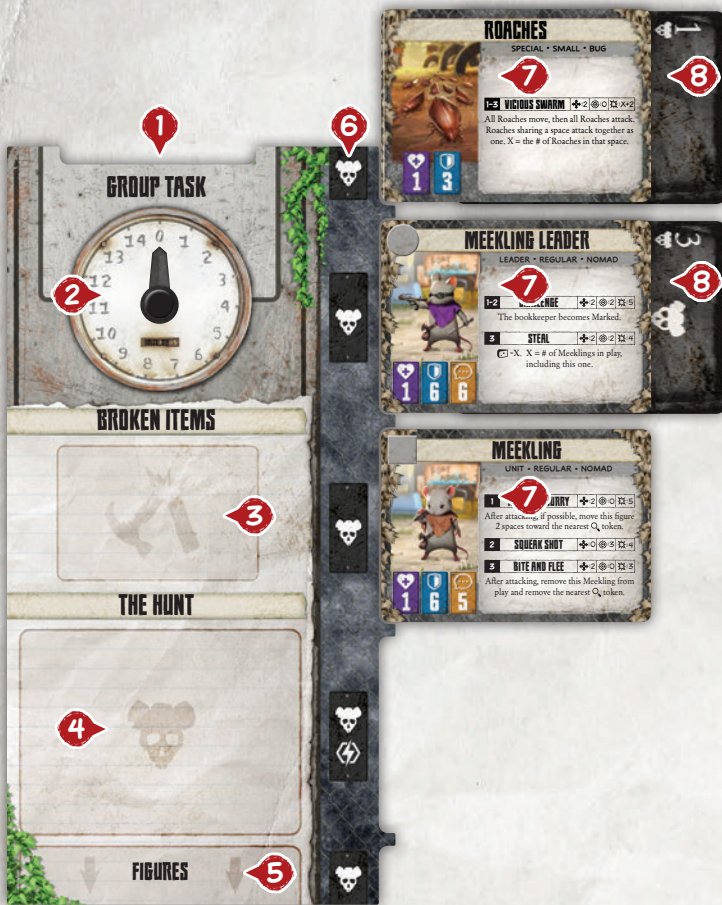 1
GROUP TASK
0
1
2
3
4
5
6
7
8
9
10
11
12
13
14
2
BROKEN ITEMS
3
THE HUNT
4
FIGURES
5
6
ROACHES
SPECIAL • SMALL • BUG
7
1-3 VICIOUS SWARM 2 0 X+2
All Roaches move, then all Roaches attack.
Roaches sharing a space attack together as
one. X = the # of Roaches in that space.
1 3
1
8
MEEKLING LEADER
LEADER • REGULAR • NOMAD
7
1-2 2 2 5
The bookkeeper becomes Marked.
3 STEAL 2 2 4
-X. X = # of Meeklings in play,
including this one.
1 6 6
3
8
MEEKLING
UNIT • REGULAR • NOMAD
7
1 2 0 5
After attacking, if possible, move this figure
2 spaces toward the nearest token.
2 SQUEAK SHOT 0 3 4
3 BITE AND FLEE 2 0 3
After attacking, remove this Meekling from
play and remove the nearest token.
1 6 5